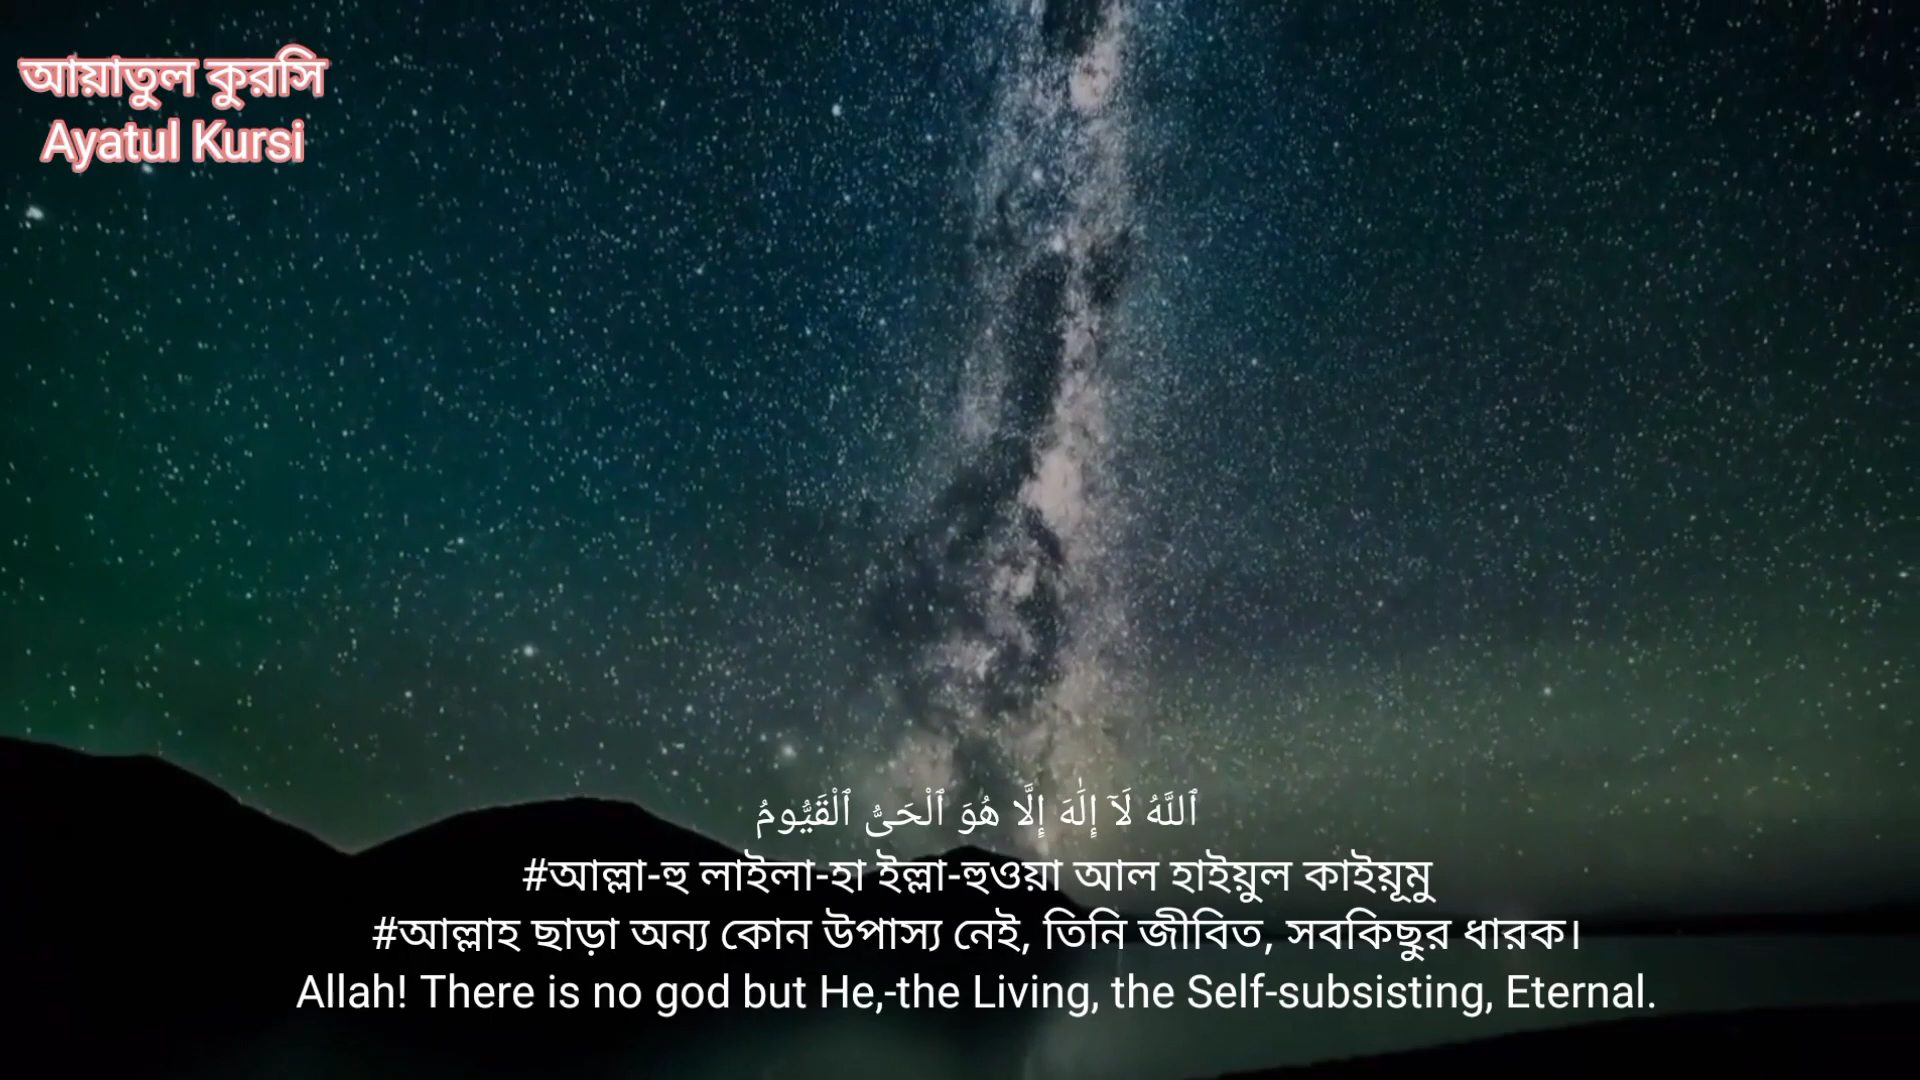 আয়াতুল কুরসি
Ayatul Kursi
ٱللَّهُ لَآ إِلَٰهَ إِلَّا هُوَ ٱلْحَىُّ ٱلْقَيُّومُ
#আল্লা-হু লাইলা-হা ইল্লা-হুওয়া আল হাইয়ুল কাইয়ূমু
#আল্লাহ ছাড়া অন্য কোন উপাস্য নেই, তিনি জীবিত, সবকিছুর ধারক।
Allah! There is no god but He,-the Living, the Self-subsisting, Eternal.